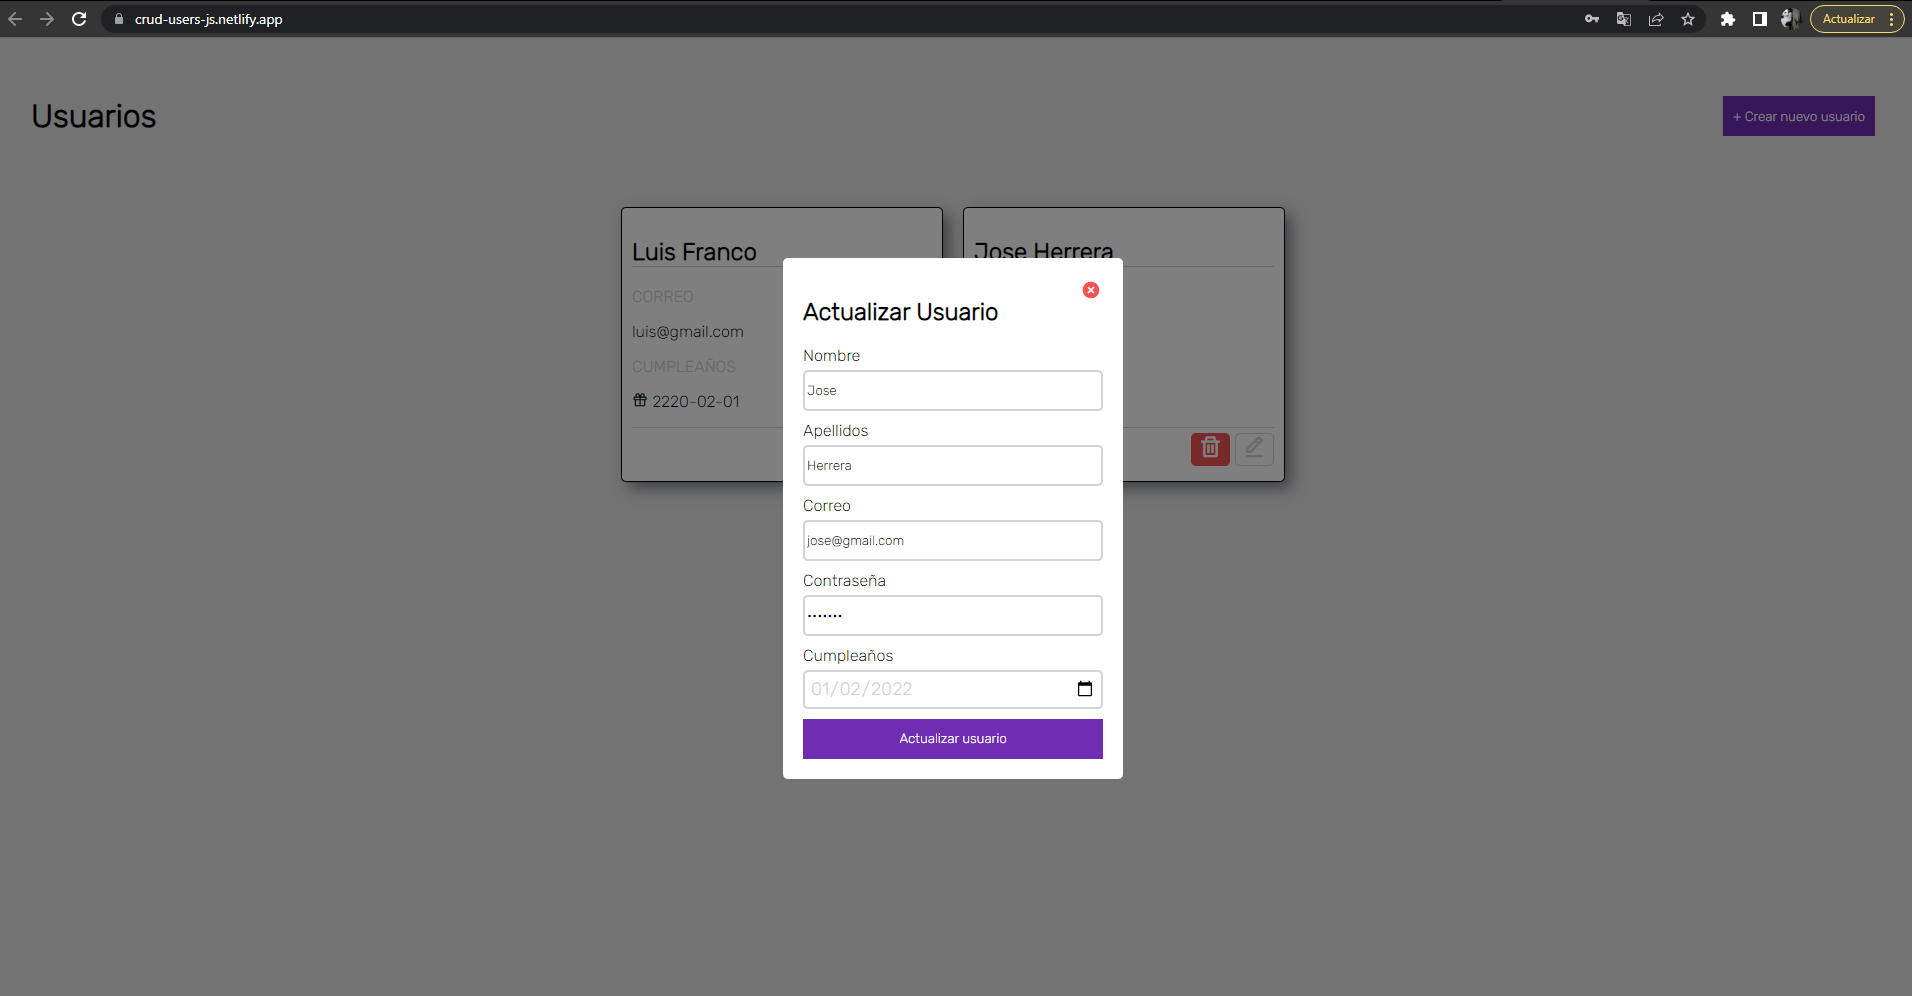 crud-users-js.netlify.app
Actualizar
Usuarios
+ Crear nuevo usuario
Luis Franco
CORREO
luis@gmail.com
CUMPLEAÑOS
2220-02-01
Jose Herrera
Actualizar Usuario
Nombre
Jose
Apellidos
Herrera
Correo
jose@gmail.com
Contraseña
•••••••
Cumpleaños
01/02/2022
Actualizar usuario